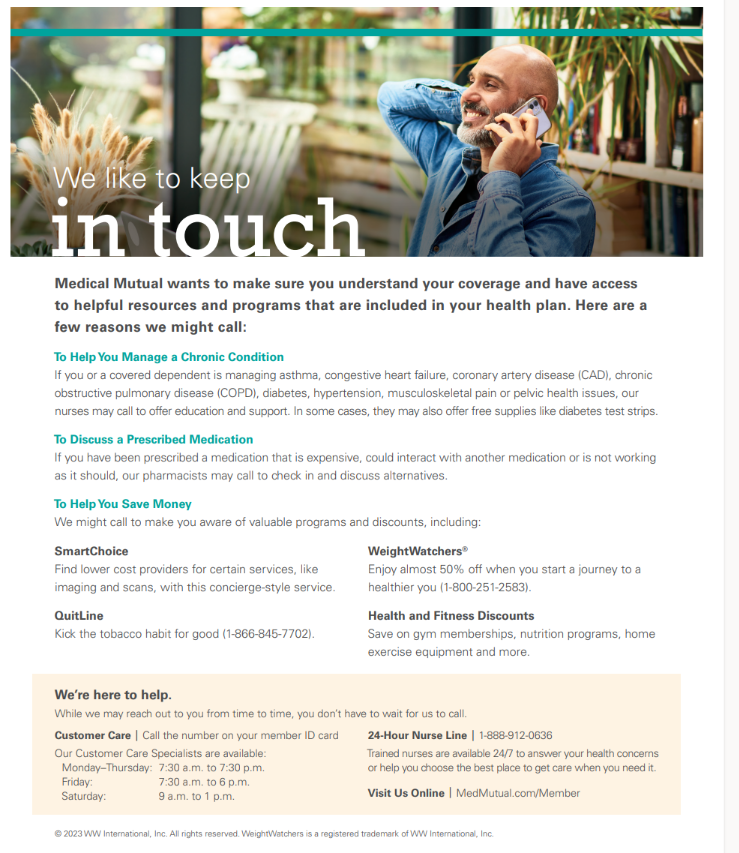 We like to keep
in touch
Medical Mutual wants to make sure you understand your coverage and have access
to helpful resources and programs that are included in your health plan. Here are a
few reasons we might call:
To Help You Manage a Chronic Condition
If you or a covered dependent is managing asthma, congestive heart failure, coronary artery disease (CAD), chronic
obstructive pulmonary disease (COPD), diabetes, hypertension, musculoskeletal pain or pelvic health issues, our
nurses may call to offer education and support. In some cases, they may also offer free supplies like diabetes test strips.
To Discuss a Prescribed Medication
If you have been prescribed a medication that is expensive, could interact with another medication or is not working
as it should, our pharmacists may call to check in and discuss alternatives.
To Help You Save Money
We might call to make you aware of valuable programs and discounts, including:
SmartChoice
Find lower cost providers for certain services, like
imaging and scans, with this concierge-style service.
QuitLine
Kick the tobacco habit for good (1-866-845-7702).
WeightWatchers®
Enjoy almost 50% off when you start a journey to a
healthier you (1-800-251-2583).
Health and Fitness Discounts
Save on gym memberships, nutrition programs, home
exercise equipment and more.
We're here to help.
While we may reach out to you from time to time, you don't have to wait for us to call.
Customer Care | Call the number on your member ID card
Our Customer Care Specialists are available:
Monday–Thursday: 7:30 a.m. to 7:30 p.m.
Friday: 7:30 a.m. to 6 p.m.
Saturday: 9 a.m. to 1 p.m.
24-Hour Nurse Line | 1-888-912-0636
Trained nurses are available 24/7 to answer your health concerns
or help you choose the best place to get care when you need it.
Visit Us Online | MedMutual.com/Member
© 2023 WW International, Inc. All rights reserved. WeightWatchers is a registered trademark of WW International, Inc.